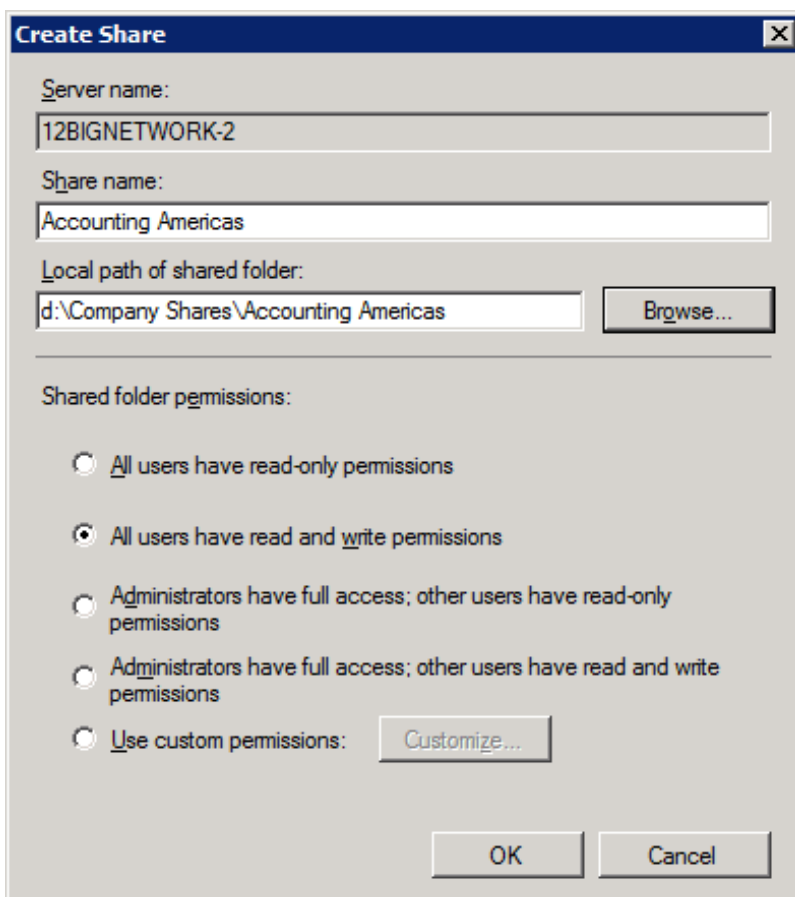 Create Share
Server name:
12BIGNETWORK-2
Share name:
Accounting Americas
Local path of shared folder:
d:\Company Shares\Accounting Americas
Browse...
Shared folder permissions:
All users have read-only permissions
All users have read and write permissions
Administrators have full access; other users have read-only
permissions
Administrators have full access; other users have read and write
permissions
Use custom permissions:
Customize...
OK
Cancel